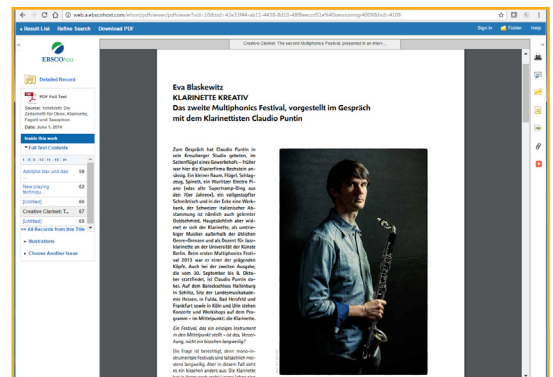 web.a.ebscohost.com/ehost/pdfviewer/pdfviewer?
« Result List Refine Search Download PDF
Sign In Folder Help
Creative Clarinet: The second Multiphonics Festival, presented in an interv...
EBSCOhost
Detailed Record
PDF Full Text
Source: Rohrblatt: Die
Zeitschrift für Oboe, Klarinette,
Fagott und Saxophon
Date: June 1, 2014
Inside this work
Full Text Contents
Adolphe Sax und das 58
...
New playing 62
techniqu...
[Untitled] 66
Creative Clarinet: T... 67
[Untitled] 69
<< All Records from this Title
Illustrations
Choose Another Issue
Eva Blaskewitz
KLARINETTE KREATIV
Das zweite Multiphonics Festival, vorgestellt im Gespräch
mit dem Klarinettisten Claudio Puntin
Zum Gespräch hat Claudio Puntin in
sein Kreuzberger Studio gebeten, im
Seitenflügel eines Gewerbehofs – früher
war hier die Klavierfirma Bechstein an-
sässig. Ein kleiner Raum, Flügel, Schlag-
zeug, Spinett, ein Wurlitzer Electric Pi-
ano (»das alte Supertramp-Ding aus
den 70er Jahren«), ein vollgestopfter
Schreibtisch und in der Ecke eine Werk-
bank, der Schweizer italienischer Ab-
stammung ist nämlich auch gelernter
Goldschmied. Hauptsächlich aber wid-
met er sich der Klarinette, als umtrie-
biger Musiker außerhalb der üblichen
Genre-Grenzen und als Dozent für Jazz-
klarinette an der Universität der Künste
Berlin. Beim ersten Multiphonics Festi-
val 2013 war er einer der prägenden
Köpfe. Auch bei der zweiten Ausgabe,
die vom 30. September bis 8. Okto-
ber stattfindet, ist Claudio Puntin da-
bei. Auf dem Barockschloss Hallenburg
in Schlitz, Sitz der Landesmusikakade-
mie Hessen, in Fulda, Bad Hersfeld und
Frankfurt sowie in Köln und Ulm stehen
Konzerte und Workshops auf dem Pro-
gramm – im Mittelpunkt: die Klarinette.
Ein Festival, das ein einziges Instrument
in den Mittelpunkt stellt – ist das, Verzei-
hung, nicht ein bisschen langweilig?
Die Frage ist berechtigt, denn mono-in-
strumentale Festivals sind tatsächlich mei-
stens langweilig. Aber in diesem Fall sieht
es ein bisschen anders aus: Die Klarinette